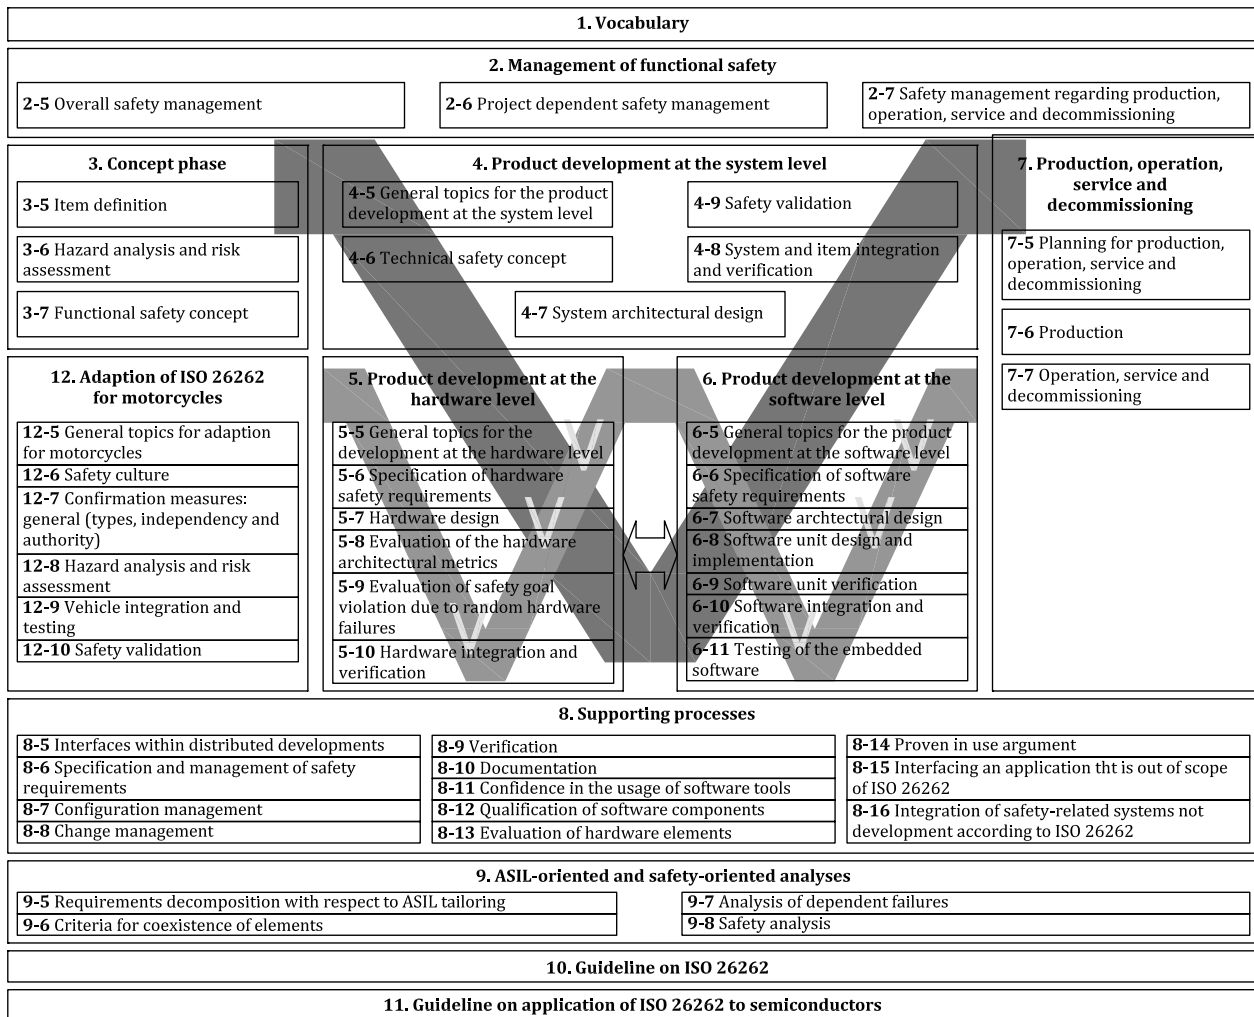 1. Vocabulary
2. Management of functional safety
2-5 Overall safety management
2-6 Project dependent safety management
2-7 Safety management regarding production,
operation, service and decommissioning
3. Concept phase
3-5 Item definition
3-6 Hazard analysis and risk
assessment
3-7 Functional safety concept
4. Product development at the system level
4-5 General topics for the product
development at the system level
4-6 Technical safety concept
4-9 Safety validation
4-8 System and item integration
and verification
4-7 System architectural design
7. Production, operation,
service and
decommissioning
7-5 Planning for production,
operation, service and
decommissioning
7-6 Production
7-7 Operation, service and
decommissioning
12. Adaption of ISO 26262
for motorcycles
12-5 General topics for adaption
for motorcycles
12-6 Safety culture
12-7 Confirmation measures:
general (types, independency and
authority)
12-8 Hazard analysis and risk
assessment
12-9 Vehicle integration and
testing
12-10 Safety validation
5. Product development at the
hardware level
5-5 General topics for the
development at the hardware level
5-6 Specification of hardware
safety requirements
5-7 Hardware design
5-8 Evaluation of the hardware
architectural metrics
5-9 Evaluation of safety goal
violation due to random hardware
failures
5-10 Hardware integration and
verification
V
V
V
6. Product development at the
software level
6-5 General topics for the product
development at the software level
6-6 Specification of software
safety requirements
6-7 Software archtectural design
6-8 Software unit design and
implementation
6-9 Software unit verification
6-10 Software integration and
verification
6-11 Testing of the embedded
software
V
V
V
8. Supporting processes
8-5 Interfaces within distributed developments
8-6 Specification and management of safety
requirements
8-7 Configuration management
8-8 Change management
8-9 Verification
8-10 Documentation
8-11 Confidence in the usage of software tools
8-12 Qualification of software components
8-13 Evaluation of hardware elements
8-14 Proven in use argument
8-15 Interfacing an application tht is out of scope
of ISO 26262
8-16 Integration of safety-related systems not
development according to ISO 26262
9. ASIL-oriented and safety-oriented analyses
9-5 Requirements decomposition with respect to ASIL tailoring
9-6 Criteria for coexistence of elements
9-7 Analysis of dependent failures
9-8 Safety analysis
10. Guideline on ISO 26262
11. Guideline on application of ISO 26262 to semiconductors